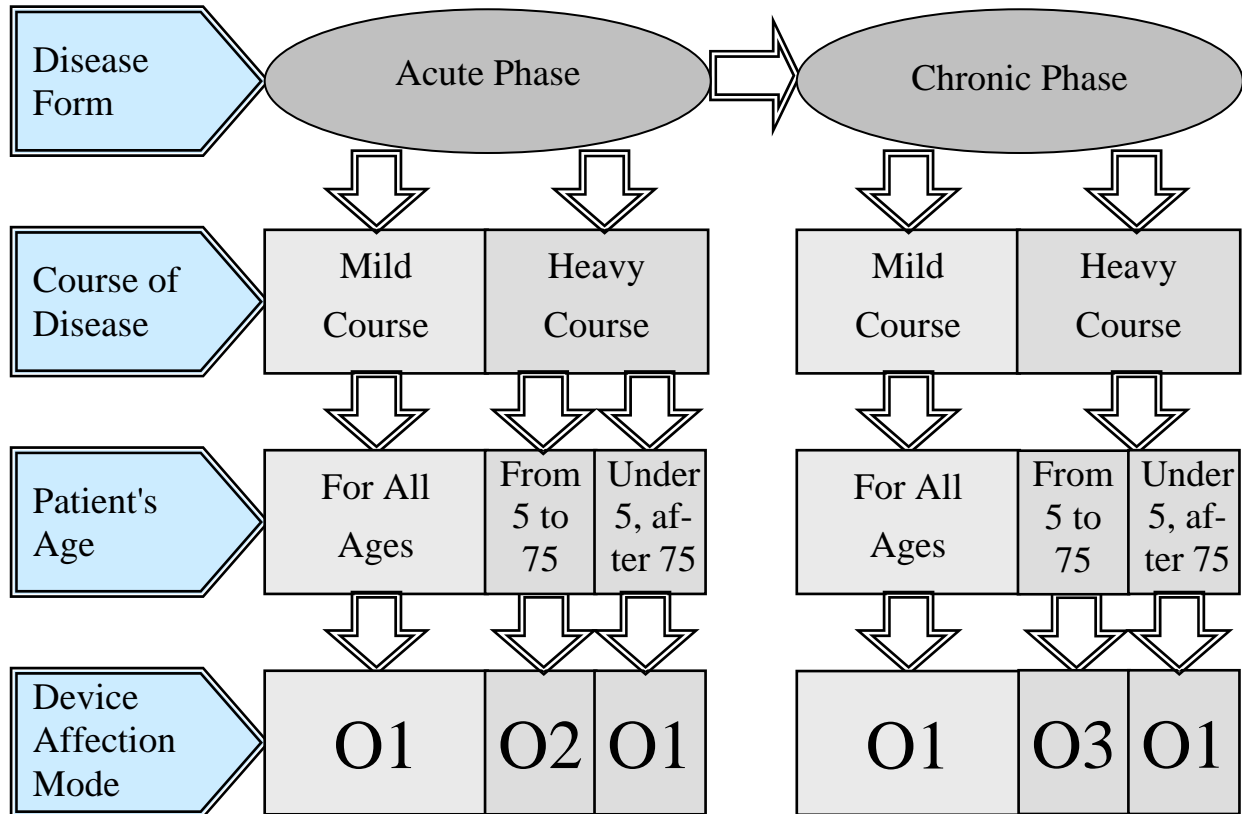 Disease
Form
Acute Phase
Chronic Phase
Course of
Disease
Mild
Course
Heavy
Course
Mild
Course
Heavy
Course
Patient's
Age
For All
Ages
From
5 to
75
Under
5, af-
ter 75
For All
Ages
From
5 to
75
Under
5, af-
ter 75
Device
Affection
Mode
O1
O2
O1
O1
O3
O1